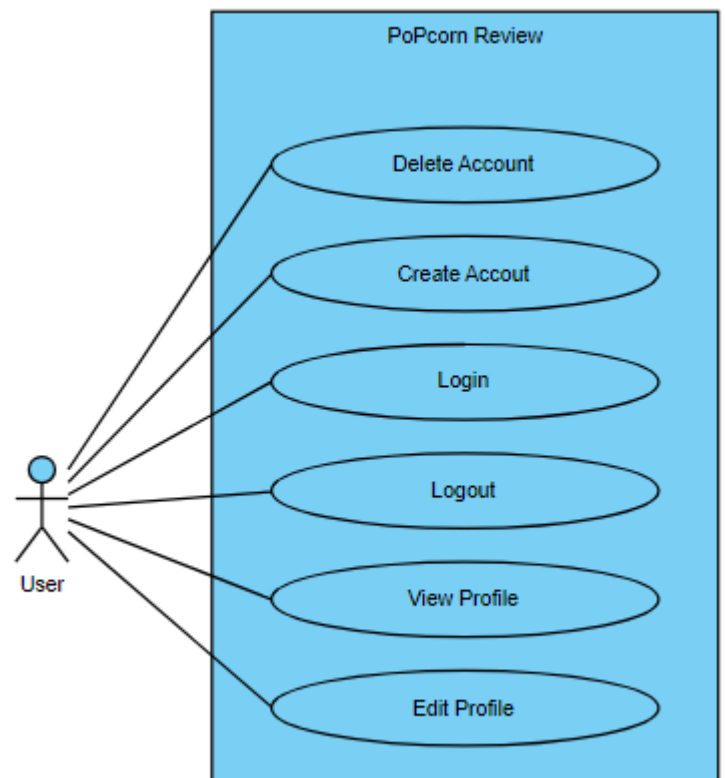 PoPcorn Review
Delete Account
Create Accout
Login
Logout
User
View Profile
Edit Profile